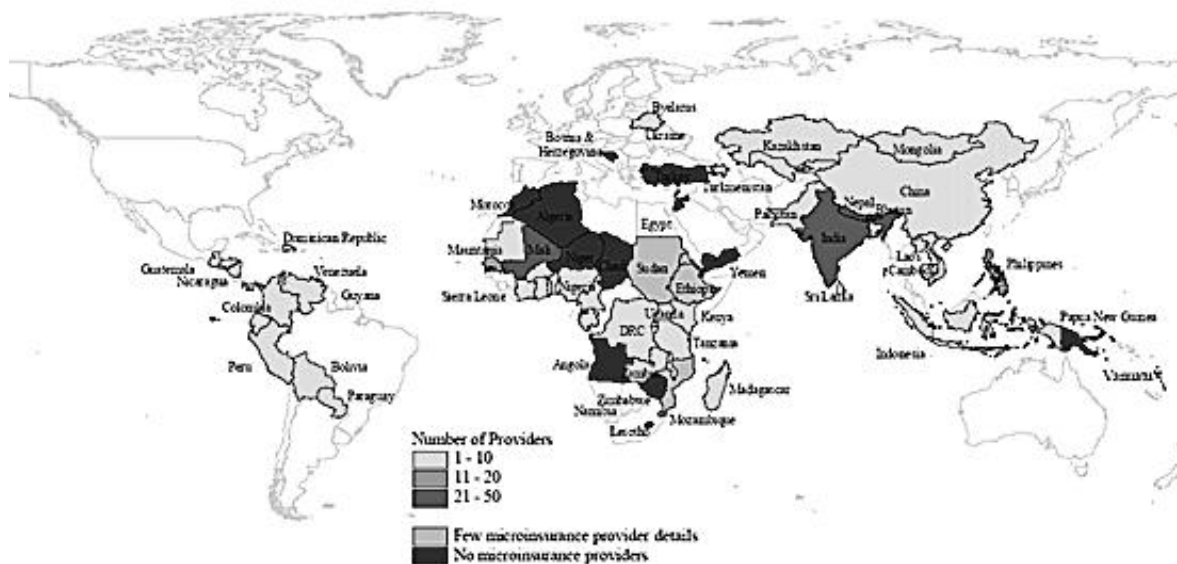 Byelarus
Ukraine
Bosnia &
Herzegovina
Kazakhstan
Mongolia
Turkmenistan
China
Morocco
Algeria
Egypt
Pakistan
Nepal
Bhutan
India
Dominican Republic
Mauritania
Mali
Niger
Chad
Sudan
Yemen
Laos
Philippines
Guatemala
Nicaragua
Venezuela
Guyana
Colombia
Sierra Leone
Nigeria
Ethiopia
Sri Lanka
Uganda
Kenya
DRC
Tanzania
Papua New Guinea
Indonesia
Vanuatu
Peru
Bolivia
Paraguay
Angola
Madagascar
Zimbabwe
Namibia
Mozambique
Lesotho
Number of Providers
1 - 10
11 - 20
21 - 50
Few microinsurance provider details
No microinsurance providers